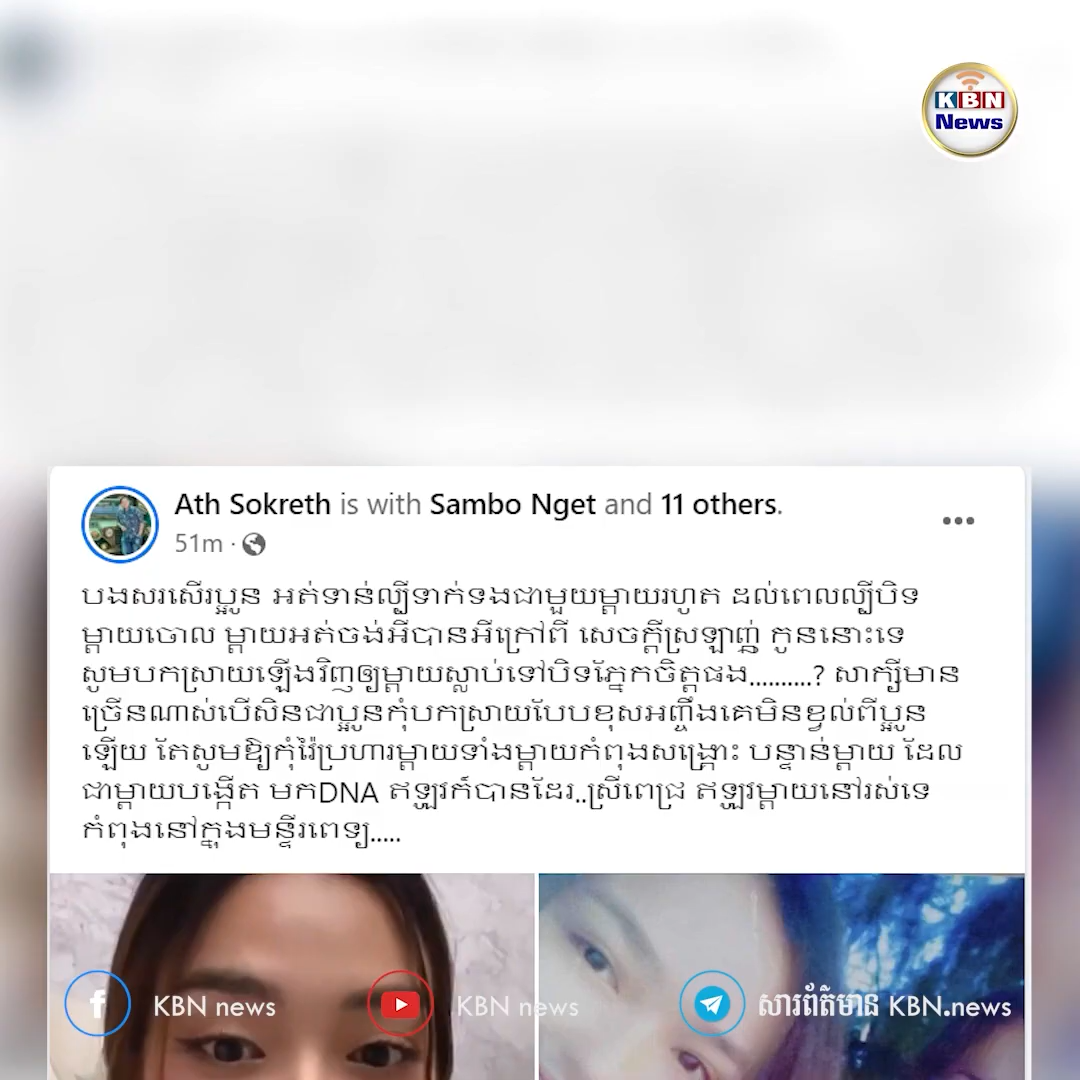 KBN
News
Ath Sokreth is with Sambo Nget and 11 others.
51m ·
បងសរសើរប្អូន អត់ទាន់ល្បីទាក់ទងជាមួយម្ដាយរហូត ដល់ពេលល្បីបិទ
ម្ដាយចោល ម្ដាយអត់ចង់អីបានអីក្រៅពី សេចក្ដីស្រឡាញ់ កូននោះទេ
សូមបកស្រាយឡើងវិញឲ្យម្ដាយស្លាប់ទៅបិទភ្នែកចិត្តផង..........? សាក្សីមាន
ច្រើនណាស់បើសិនជាប្អូនកុំបកស្រាយបែបខុសអញ្ចឹងគេមិនខ្វល់ពីប្អូន
ឡើយ តែសូមឱ្យកុំវ៉ៃប្រហារម្ដាយទាំងម្ដាយកំពុងសង្គ្រោះ បន្ទាន់ម្ដាយ ដែល
ជាម្ដាយបង្កើត មកDNA ឥឡូវក៍បានដែរ..ស្រីពេជ្រ ឥឡូវម្ដាយនៅរស់ទេ
កំពុងនៅក្នុងមន្ទីរពេទ្យ.....
KBN news
KBN news
សារព័ត៌មាន KBN.news